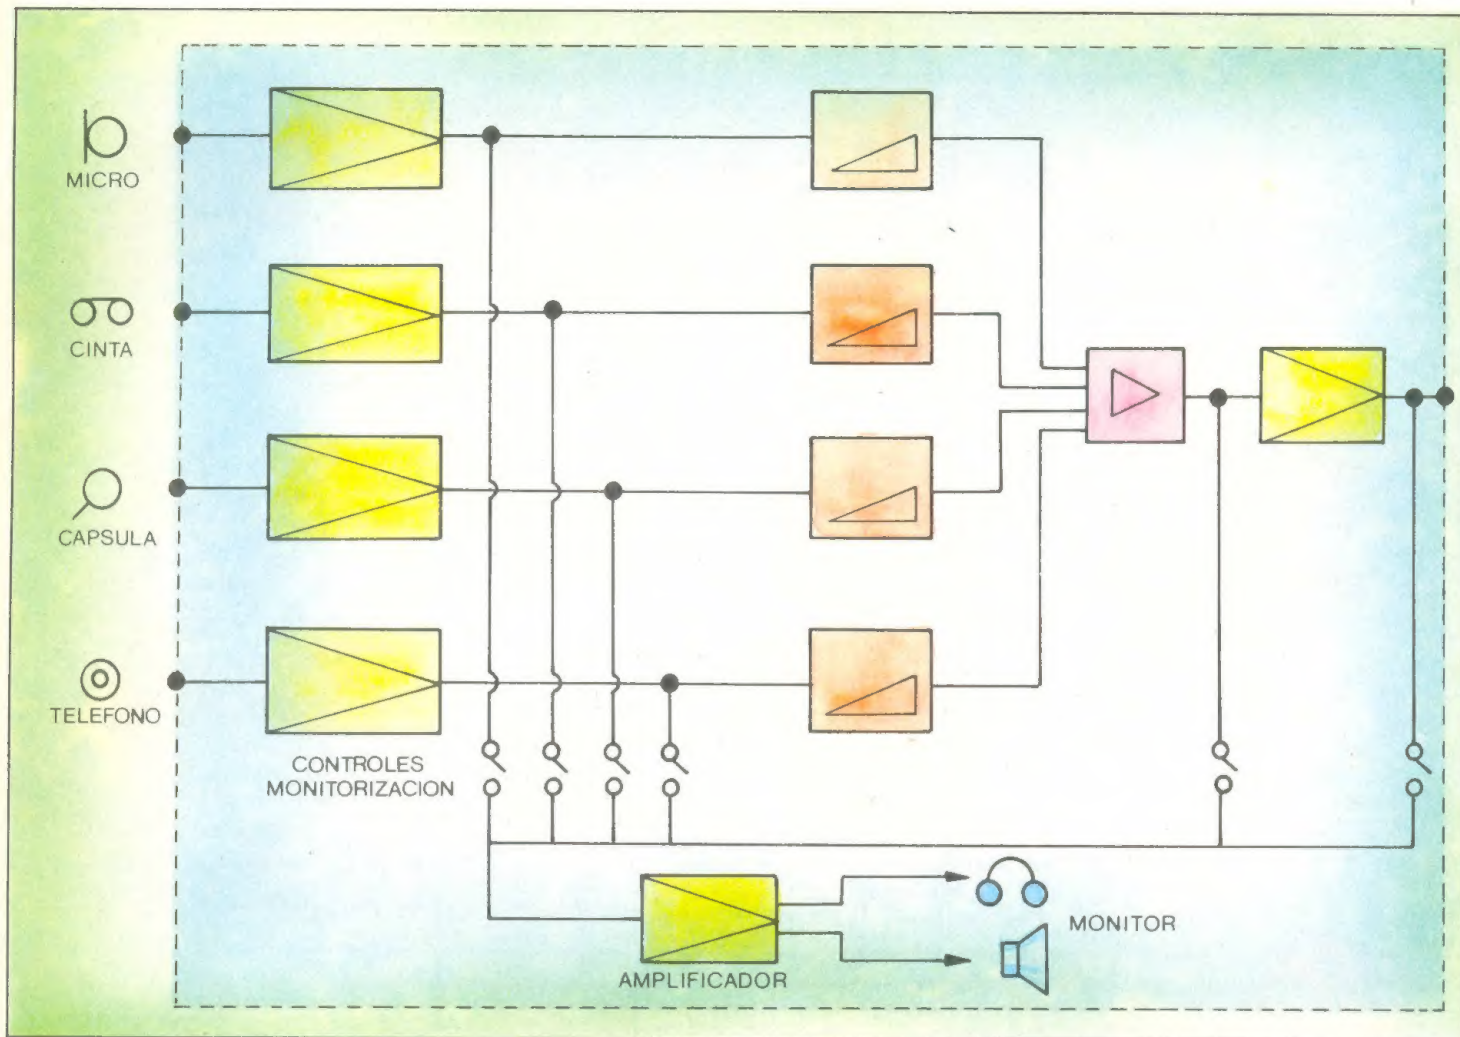 MICRO
CINTA
CAPSULA
TELEFONO
CONTROLES
MONITORIZACION
MONITOR
AMPLIFICADOR